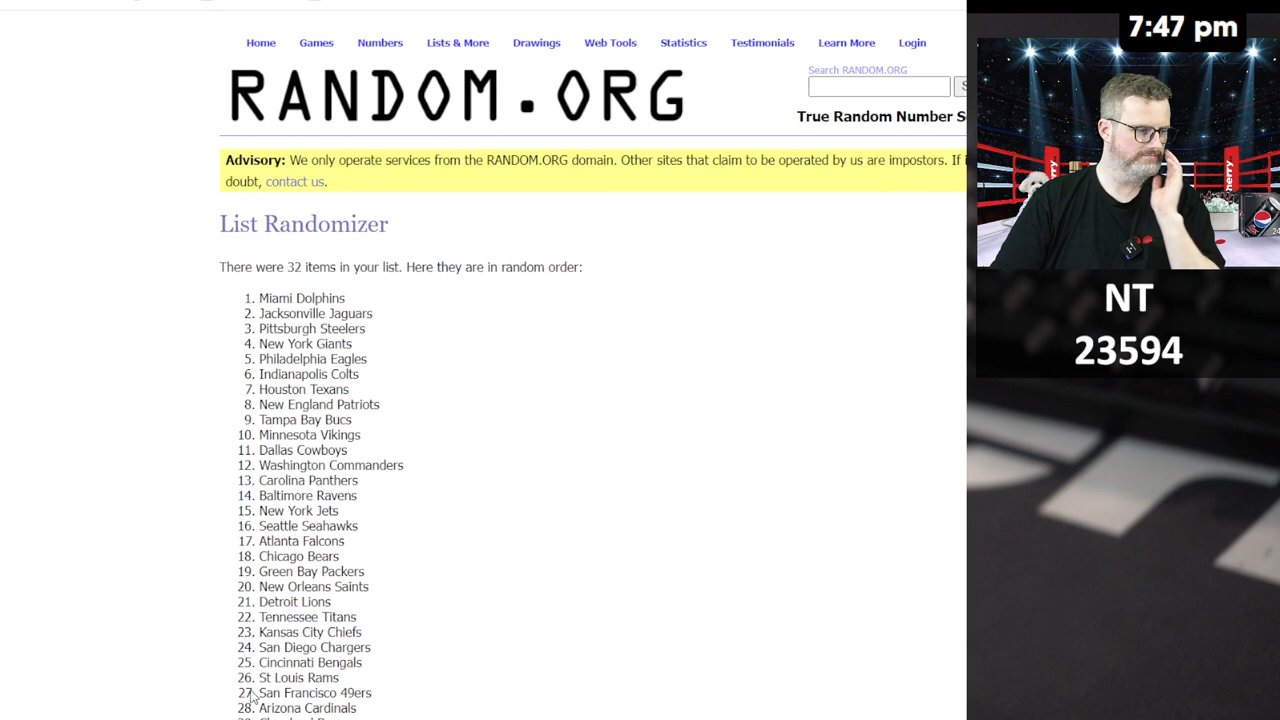 Home Games Numbers Lists & More Drawings Web Tools Statistics Testimonials Learn More Login
7:47 pm
RANDOM.ORG
Search RANDOM.ORG
True Random Number
Advisory: We only operate services from the RANDOM.ORG domain. Other sites that claim to be operated by us are impostors. If
doubt, contact us.
List Randomizer
There were 32 items in your list. Here they are in random order:
1. Miami Dolphins
2. Jacksonville Jaguars
3. Pittsburgh Steelers
4. New York Giants
5. Philadelphia Eagles
6. Indianapolis Colts
7. Houston Texans
8. New England Patriots
9. Tampa Bay Bucs
10. Minnesota Vikings
11. Dallas Cowboys
12. Washington Commanders
13. Carolina Panthers
14. Baltimore Ravens
15. New York Jets
16. Seattle Seahawks
17. Atlanta Falcons
18. Chicago Bears
19. Green Bay Packers
20. New Orleans Saints
21. Detroit Lions
22. Tennessee Titans
23. Kansas City Chiefs
24. San Diego Chargers
25. Cincinnati Bengals
26. St Louis Rams
27. San Francisco 49ers
28. Arizona Cardinals
NT
23594